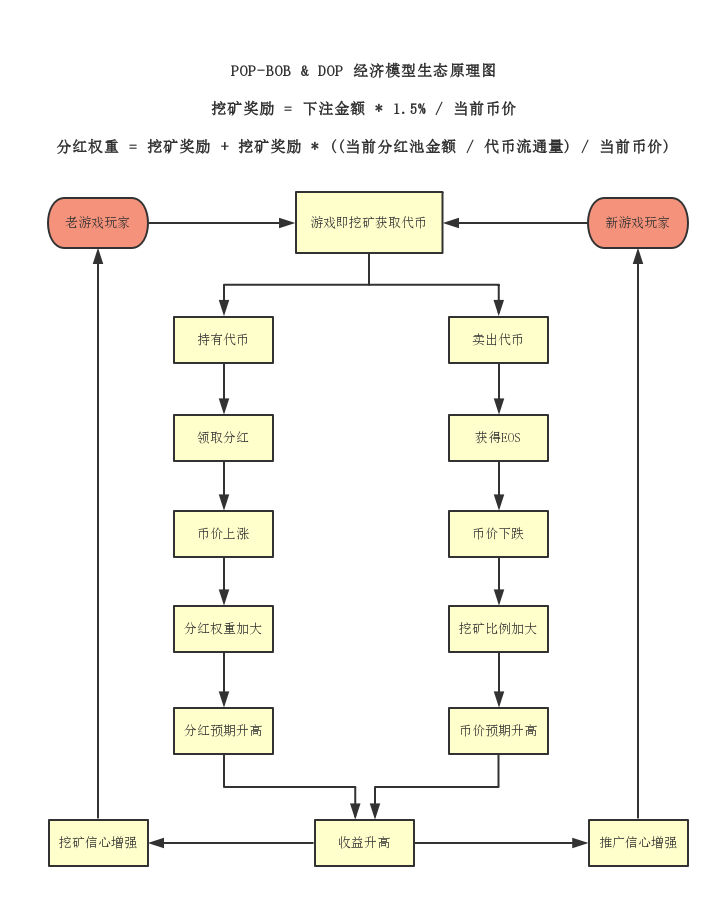 POP-BOB & DOP 经济模型生态原理图
挖矿奖励 = 下注金额 * 1.5% / 当前币价
分红权重 = 挖矿奖励 + 挖矿奖励 * ((当前分红池金额 / 代币流通量) / 当前币价)
老游戏玩家
游戏即挖矿获取代币
新游戏玩家
持有代币
卖出代币
领取分红
获得EOS
币价上涨
币价下跌
分红权重加大
挖矿比例加大
分红预期升高
币价预期升高
挖矿信心增强
收益升高
推广信心增强